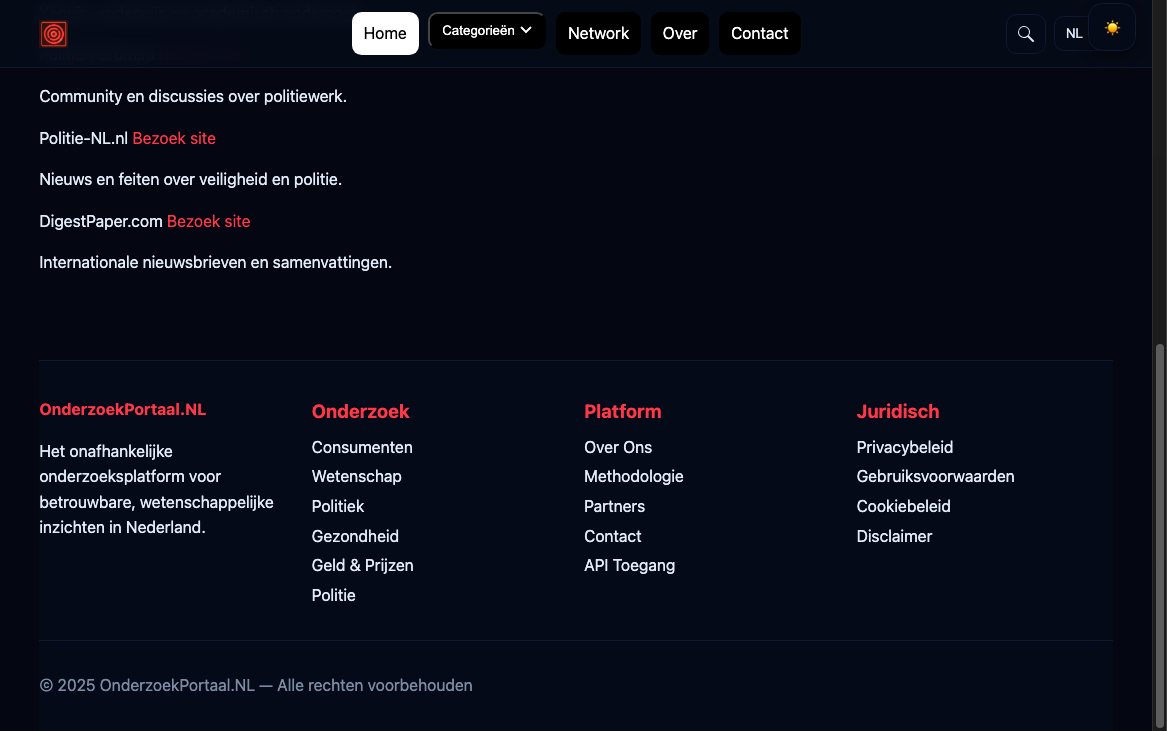 Home
Categorieën
Network
Over
Contact
NL
Community en discussies over politiewerk.
Politie-NL.nl Bezoek site
Nieuws en feiten over veiligheid en politie.
DigestPaper.com Bezoek site
Internationale nieuwsbrieven en samenvattingen.
OnderzoekPortaal.NL
Het onafhankelijke
onderzoeksplatform voor
betrouwbare, wetenschappelijke
inzichten in Nederland.
Onderzoek
Consumenten
Wetenschap
Politiek
Gezondheid
Geld & Prijzen
Politie
Platform
Over Ons
Methodologie
Partners
Contact
API Toegang
Juridisch
Privacybeleid
Gebruiksvoorwaarden
Cookiebeleid
Disclaimer
© 2025 OnderzoekPortaal.NL — Alle rechten voorbehouden